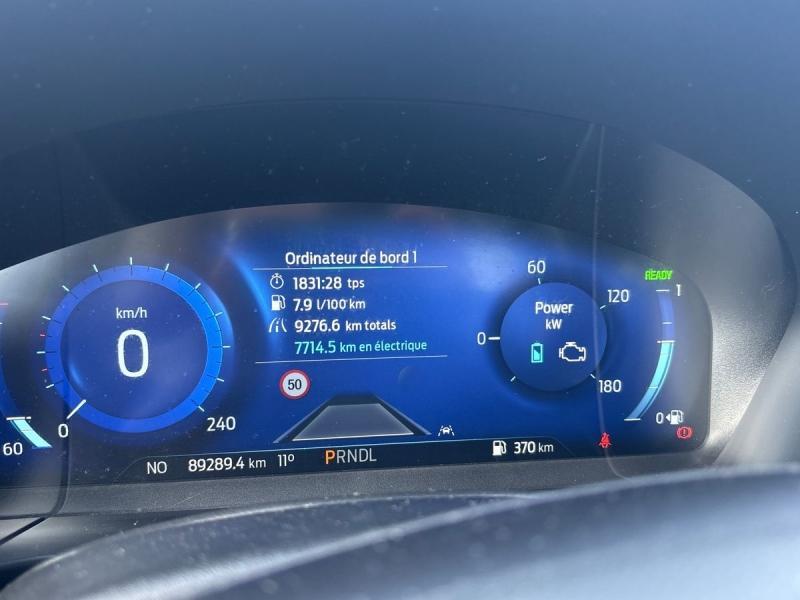 Ordinateur de bord 1
1831:28 tps
7.9 l/100 km
9276.6 km totals
7714.5 km en électrique
km/h
0
0
240
60
50
60
0
120
180
Power
kW
READY
1
0
NO 89289.4 km 11° PRNDL 370 km